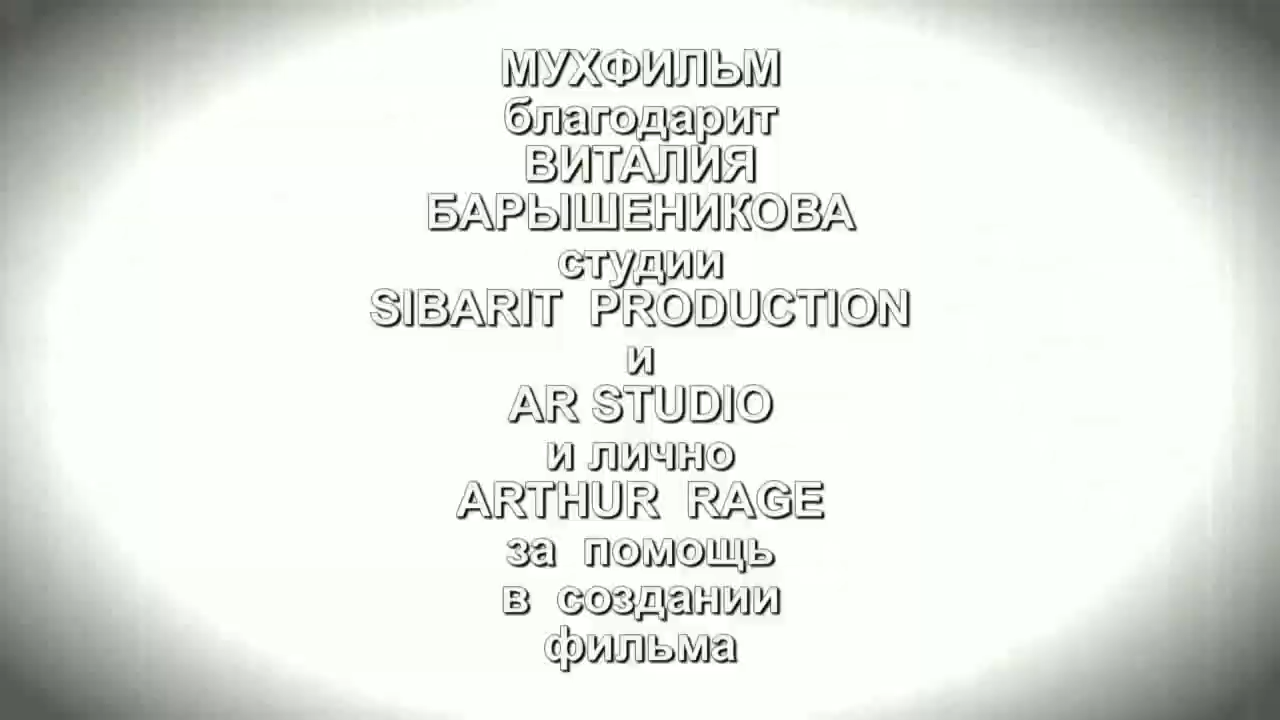 МУХФИЛЬМ
благодарит
ВИТАЛИЯ
БАРЫШЕНИКОВА
студии
SIBARIT PRODUCTION
и
AR STUDIO
и лично
ARTHUR RAGE
за помощь
в создании
фильма